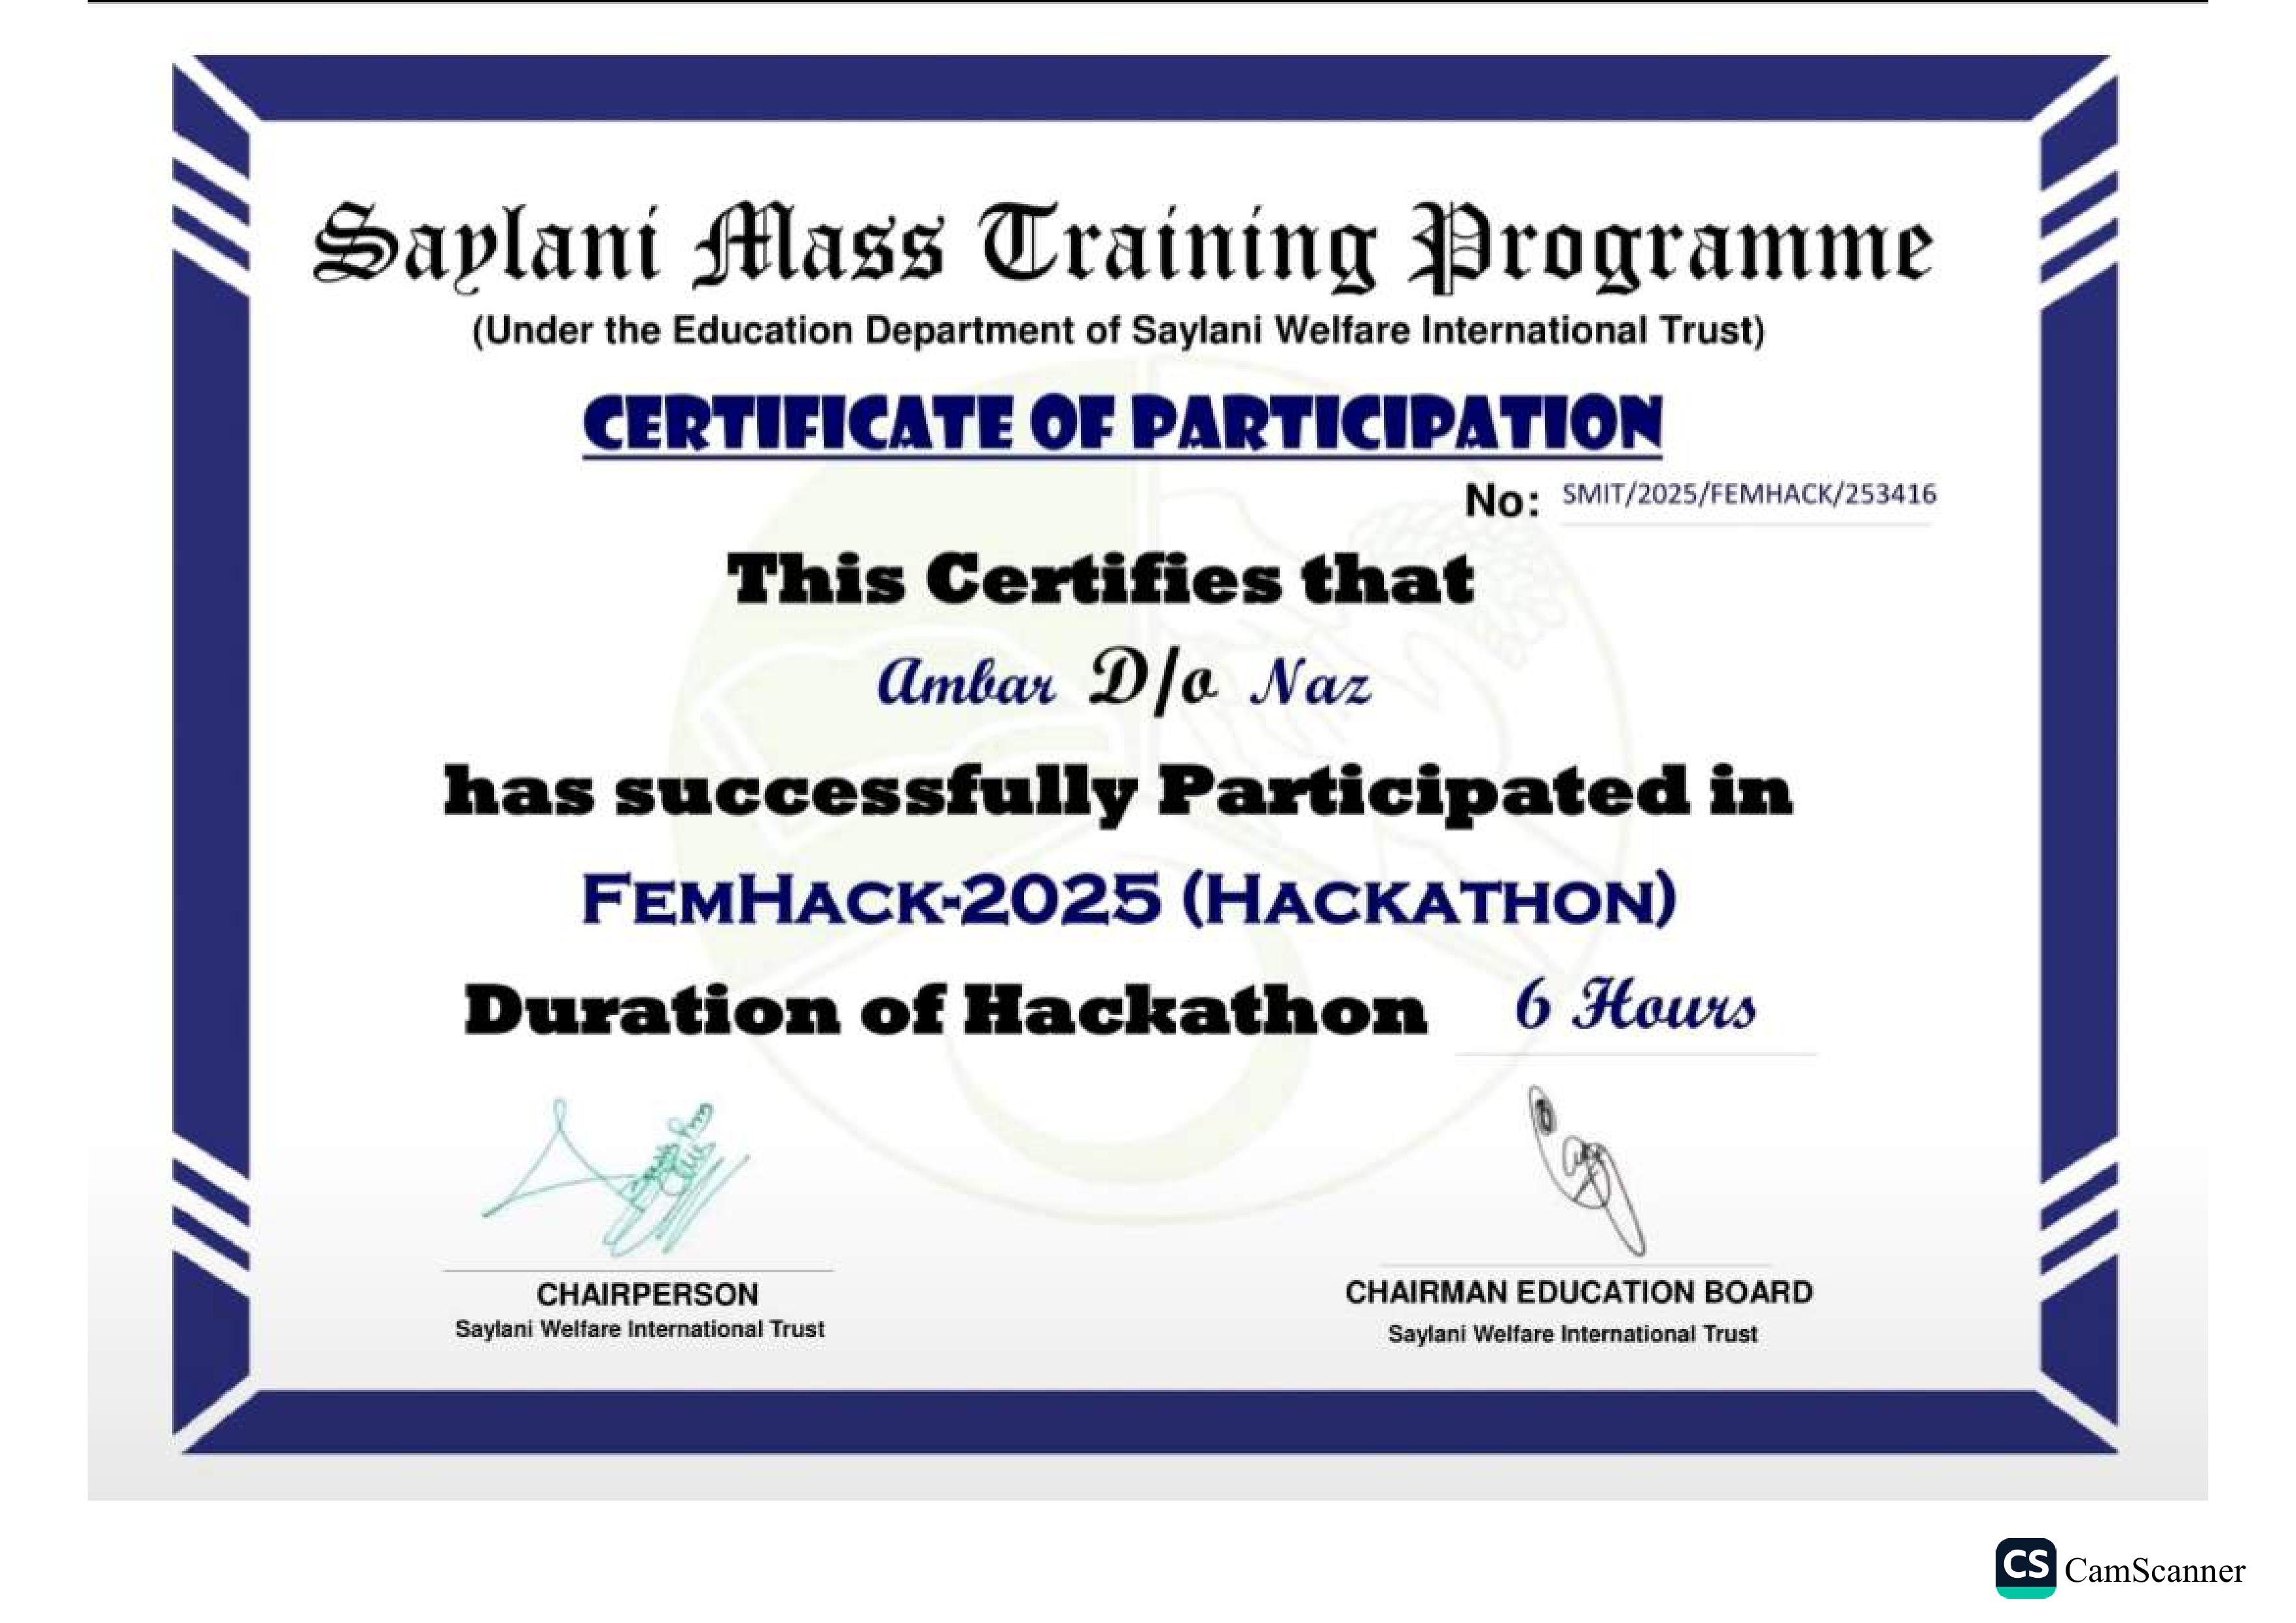 Saylani Mass Training Programme
(Under the Education Department of Saylani Welfare International Trust)
CERTIFICATE OF PARTICIPATION
No: SMIT/2025/FEMHACK/253416
This Certifies that
Ambar D/o Naz
has successfully Participated in
FEMHACK-2025 (HACKATHON)
Duration of Hackathon 6 Hours
CHAIRPERSON
Saylani Welfare International Trust
CHAIRMAN EDUCATION BOARD
Saylani Welfare International Trust
CS CamScanner